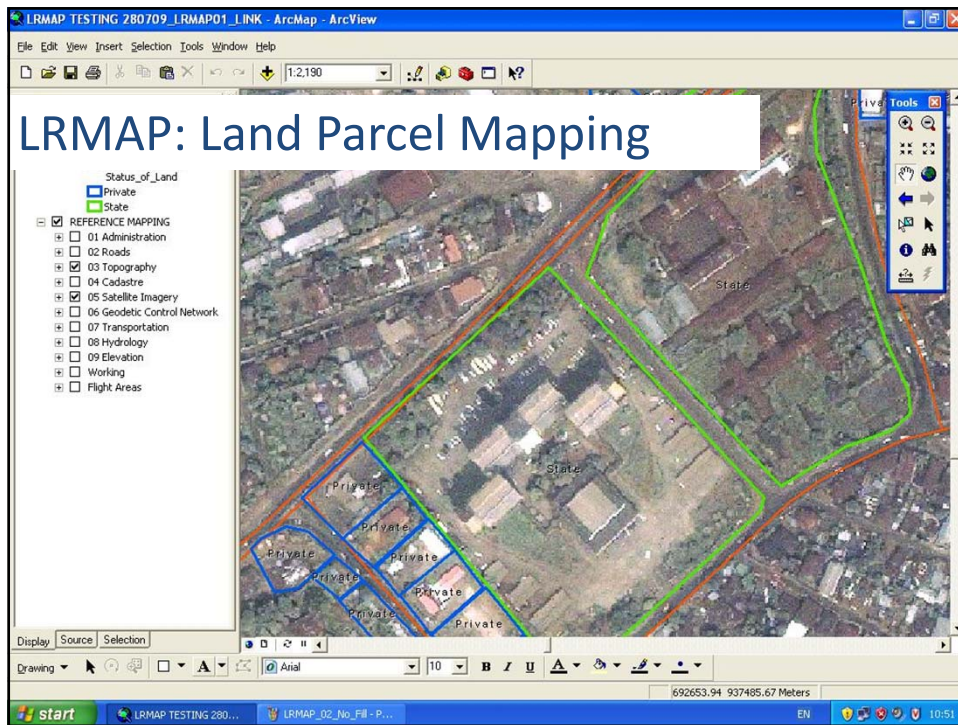 LRMAP TESTING 280709_LRMAP01_LINK - ArcMap - ArcView
File Edit View Insert Selection Tools Window Help
1:2,190
LRMAP: Land Parcel Mapping
Tools
Status_of_Land
Private
State
REFERENCE MAPPING
01 Administration
02 Roads
03 Topography
04 Cadastre
05 Satellite Imagery
06 Geodetic Control Network
07 Transportation
08 Hydrology
09 Elevation
Working
Flight Areas
State
State
Private
Private
Private
Private
Private
Private
Private
Private
Display Source Selection
Drawing A Arial 10 B I U A
692653.94 937485.67 Meters
start LRMAP TESTING 280... LRMAP_02_No_Fill - P... EN 10:51